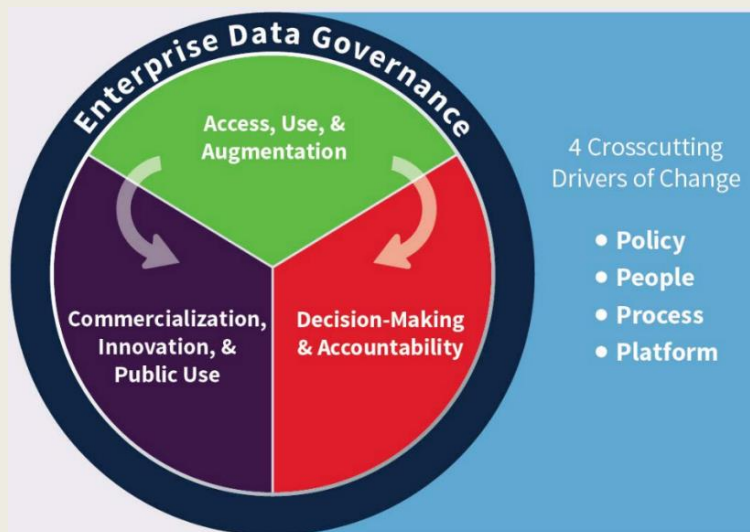 Enterprise Data Governance
Access, Use, &
Augmentation
Commercialization,
Innovation, &
Public Use
Decision-Making
& Accountability
4 Crosscutting
Drivers of Change
• Policy
• People
• Process
• Platform